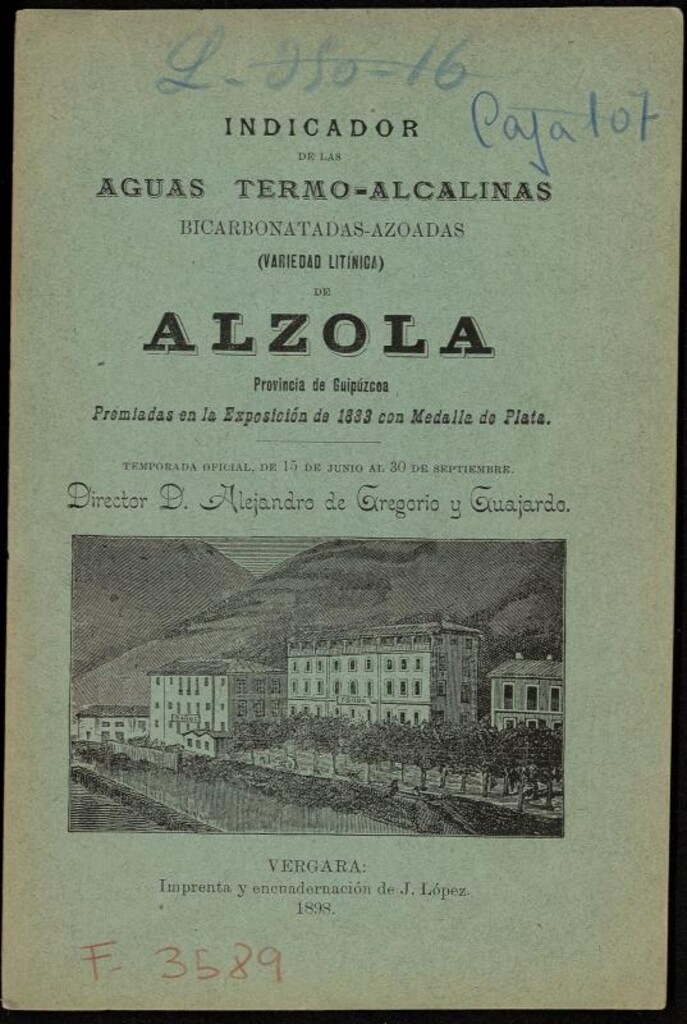 L. 350-16
Caja 107
INDICADOR
DE LAS
AGUAS TERMO-ALCALINAS
BICARBONATADAS-AZOADAS
(VARIEDAD LITÍNICA)
DE
ALZOLA
Provincia de Guipúzcoa
Premiadas en la Exposición de 1883 con Medalla de Plata.
TEMPORADA OFICIAL, DE 15 DE JUNIO AL 30 DE SEPTIEMBRE.
Director D. Alejandro de Gregorio y Guajardo.
FONDA
VERGARA:
Imprenta y encuadernación de J. López.
1898.
F- 3589